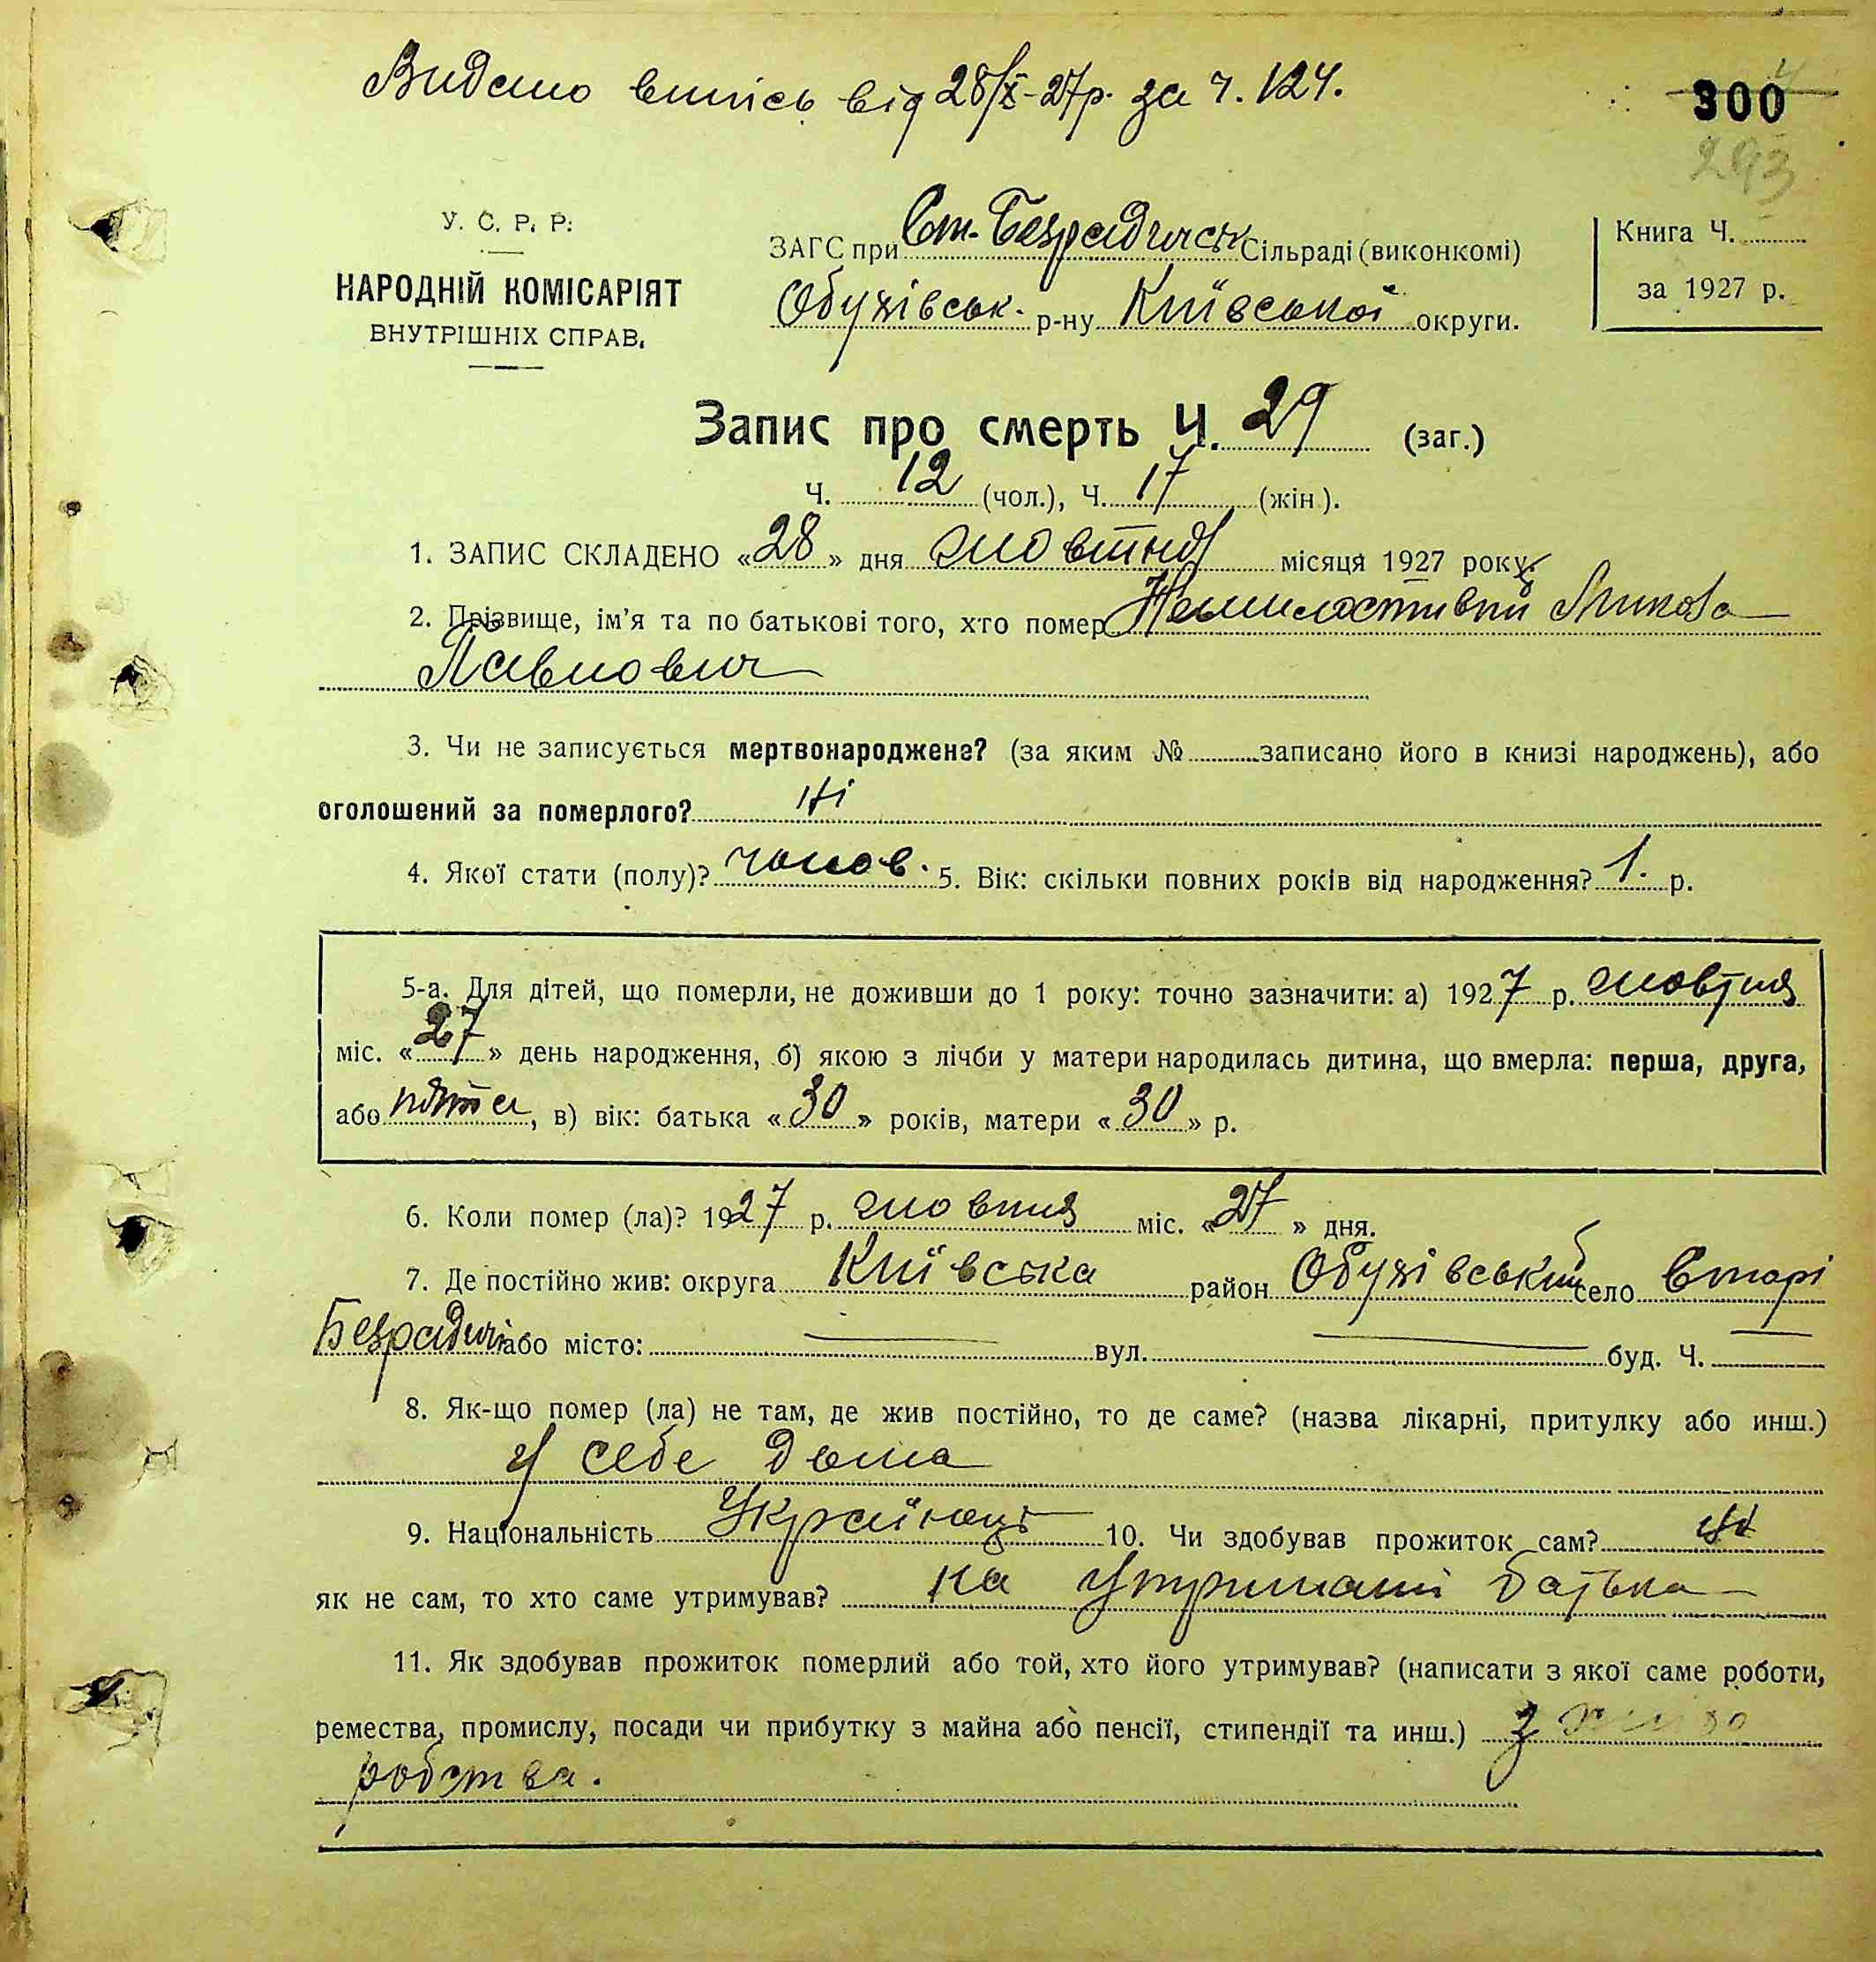 Видано випись від 28/X-27р. за ч. 124.
300
293
У. С. Р. Р.
НАРОДНІЙ КОМІСАРІЯТ
ВНУТРІШНІХ СПРАВ.
ЗАГС при Ст.-Безрадичськ Сільраді (виконкомі)
Обухівськ. р-ну Київської округи.
Книга Ч.
за 1927 р.
Запис про смерть Ч. 29 (заг.)
Ч. 12 (чол.), Ч. 17 (жін.).
1. ЗАПИС СКЛАДЕНО «28» дня жовтня місяця 1927 року.
2. Прізвище, ім'я та по батькові того, хто помер Немилостивий Микола
Павлович
3. Чи не записується мертвонароджене? (за яким № записано його в книзі народжень), або
оголошений за померлого? Ні
4. Якої стати (полу)? чолов. 5. Вік: скільки повних років від народження? 1. р.
5-а. Для дітей, що померли, не доживши до 1 року: точно зазначити: а) 1927 р. жовтня
міс. «27» день народження, б) якою з лічби у матери народилась дитина, що вмерла: перша, друга,
або пята, в) вік: батька «30» років, матери «30» р.
6. Коли помер (ла)? 1927 р. жовтня міс. «27» дня.
7. Де постійно жив: округа Київська район Обухівський село Старі
Безрадичі або місто: — вул. — буд. Ч. —
8. Як-що помер (ла) не там, де жив постійно, то де саме? (назва лікарні, притулку або инш.)
У себе дома
9. Національність Українець 10. Чи здобував прожиток сам? Ні
як не сам, то хто саме утримував? на утриманні батька
11. Як здобував прожиток померлий або той, хто його утримував? (написати з якої саме роботи,
ремества, промислу, посади чи прибутку з майна або пенсії, стипендії та инш.) З хлібо
робства.